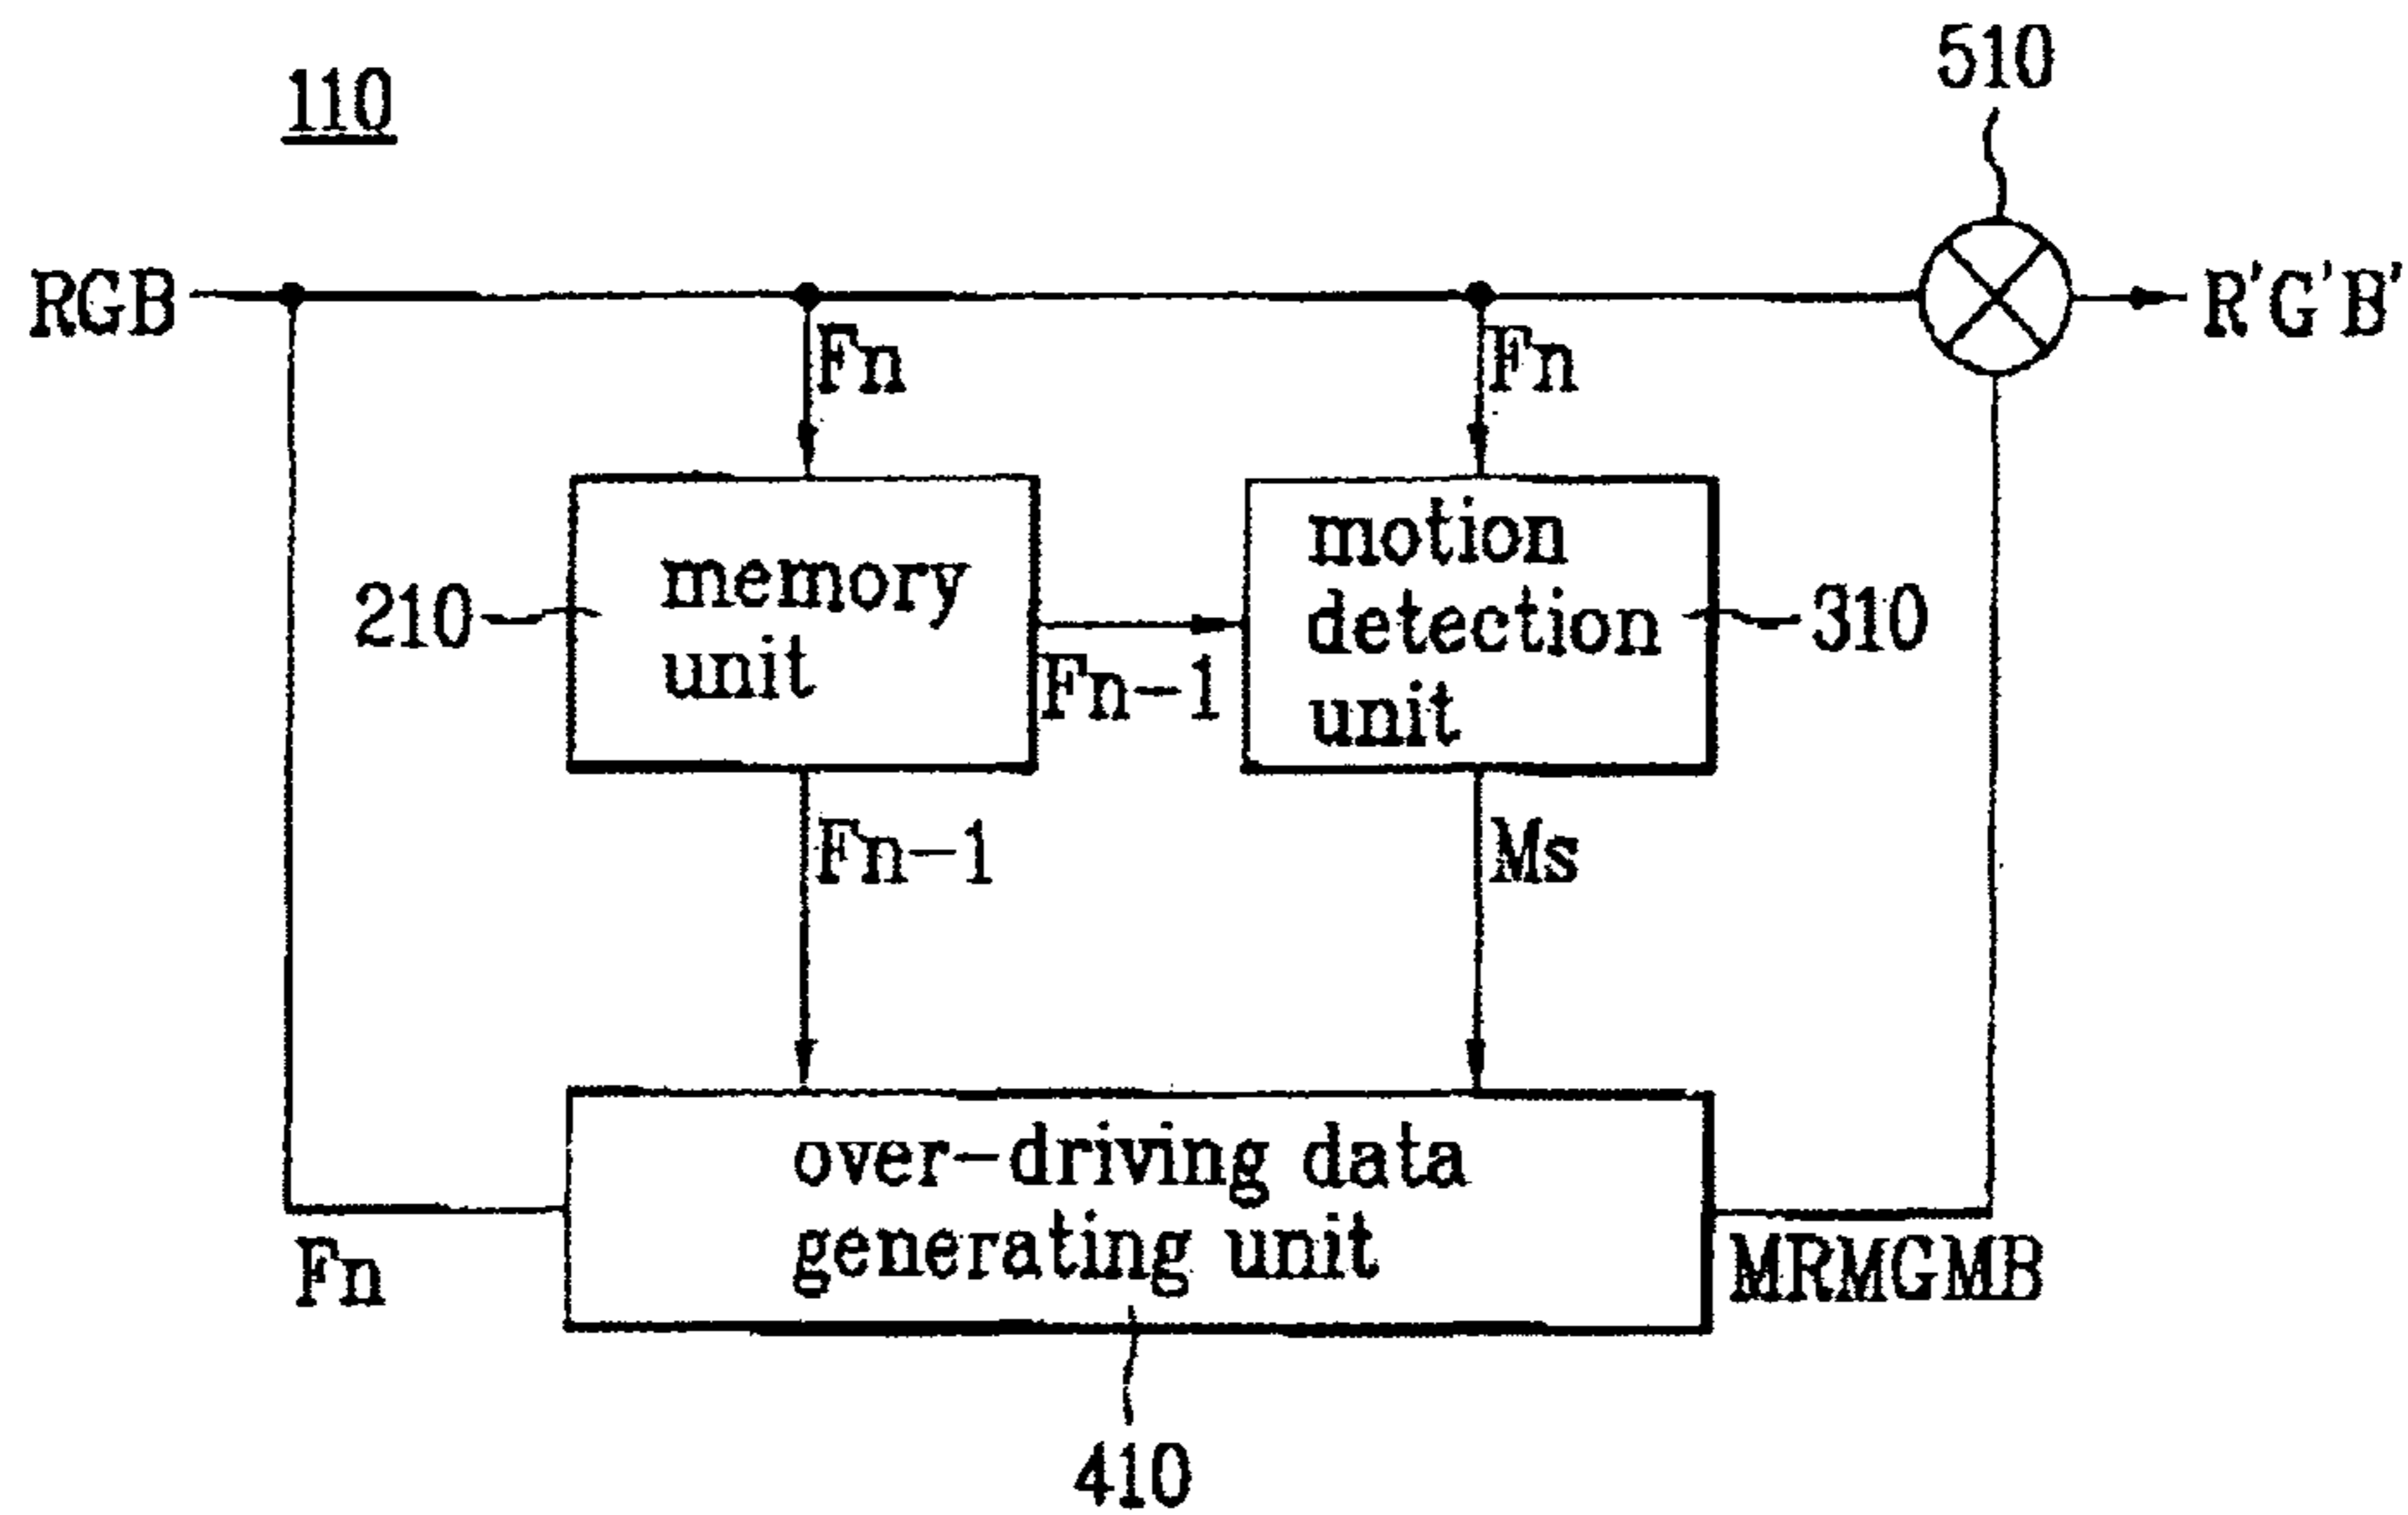 110
510
RGB
R'G'B'
Fn
Fn
memory
unit
210
motion
detection
unit
310
Fn-1
Fn-1
Ms
over-driving data
generating unit
Fn
MRMGMB
410